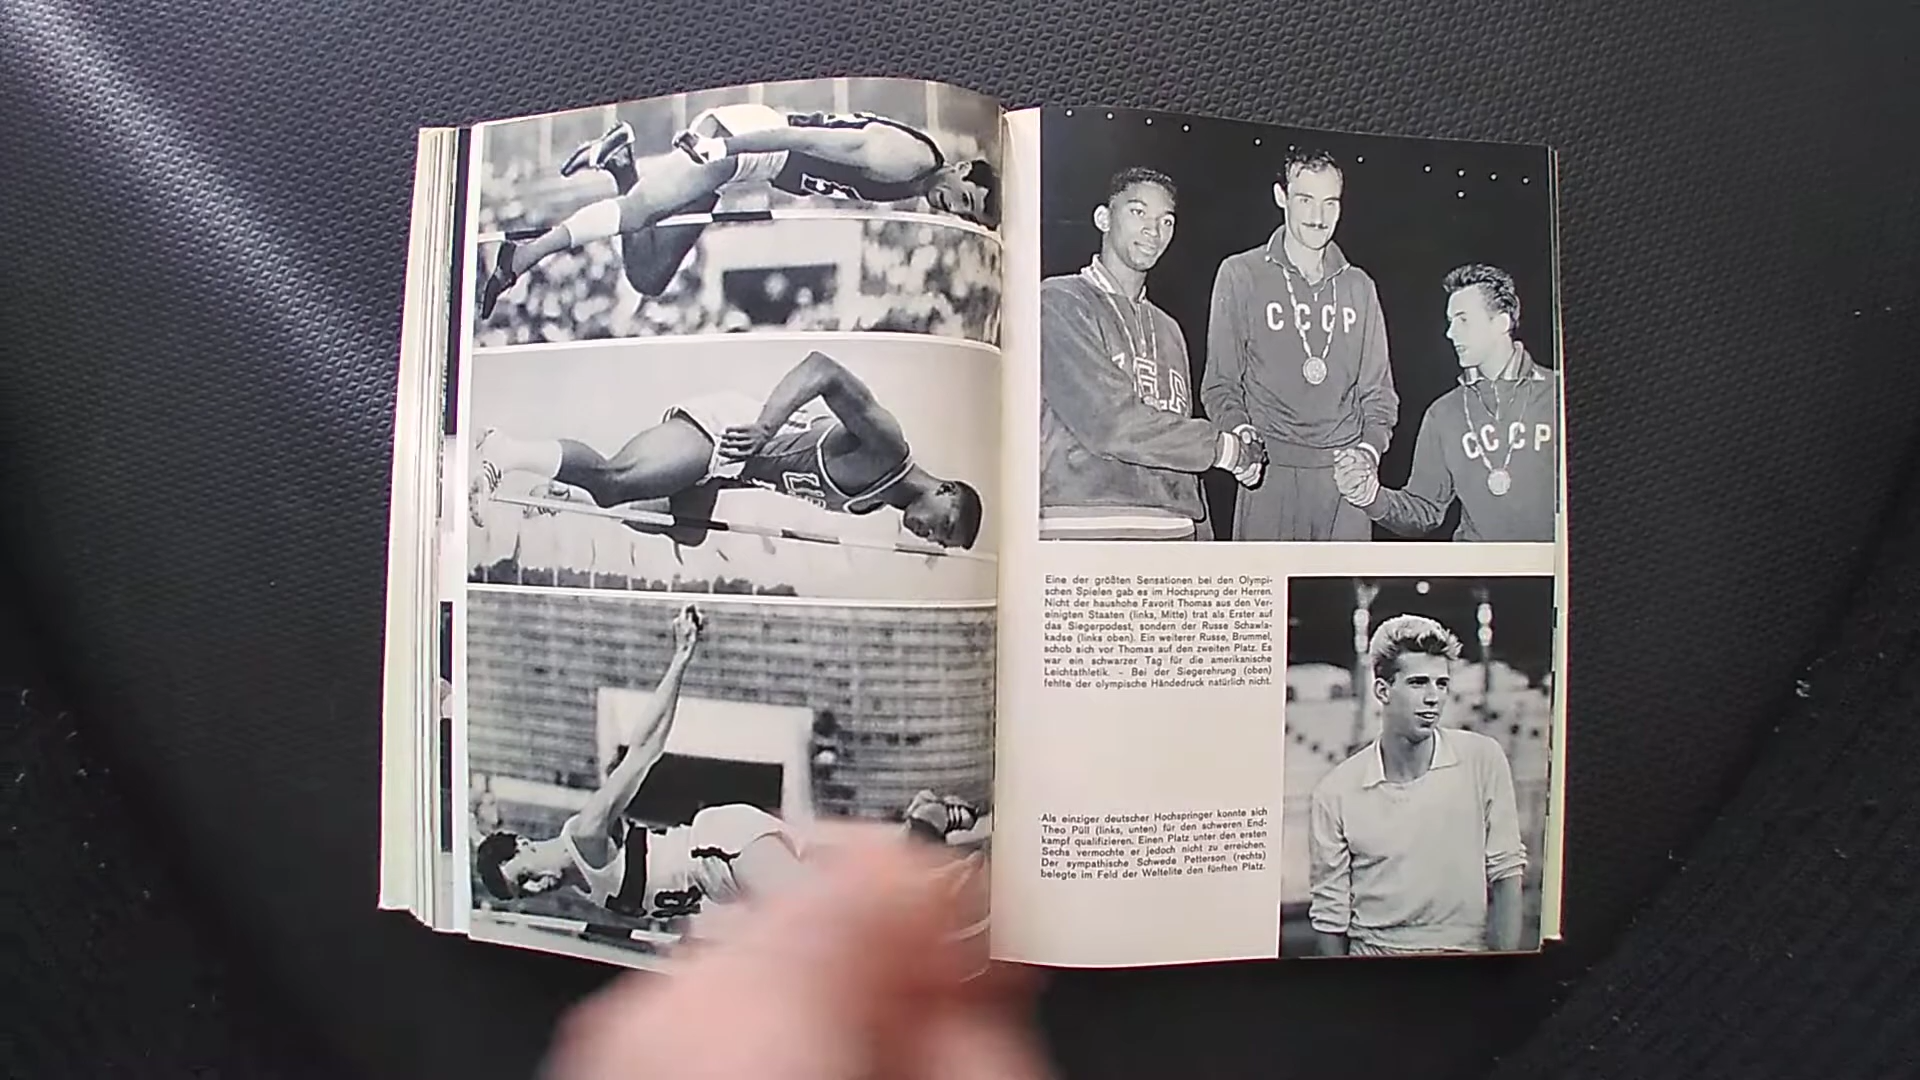 CCCP
CCCP
Eine der größten Sensationen bei den Olympi-
schen Spielen gab es im Hochsprung der Herren.
Nicht der haushohe Favorit Thomas aus den Ver-
einigten Staaten (links, Mitte) trat als Erster auf
das Siegerpodest, sondern der Russe Schawla-
kadse (links oben). Ein weiterer Russe, Brummel,
schob sich vor Thomas auf den zweiten Platz. Es
war ein schwarzer Tag für die amerikanische
Leichtathletik. – Bei der Siegerehrung (oben)
fehlte der olympische Händedruck natürlich nicht.
Als einziger deutscher Hochspringer konnte sich
Theo Püll (links, unten) für den schweren End-
kampf qualifizieren. Einen Platz unter den ersten
Sechs vermochte er jedoch nicht zu erreichen.
Der sympathische Schwede Petterson (rechts)
belegte im Feld der Weltelite den fünften Platz.